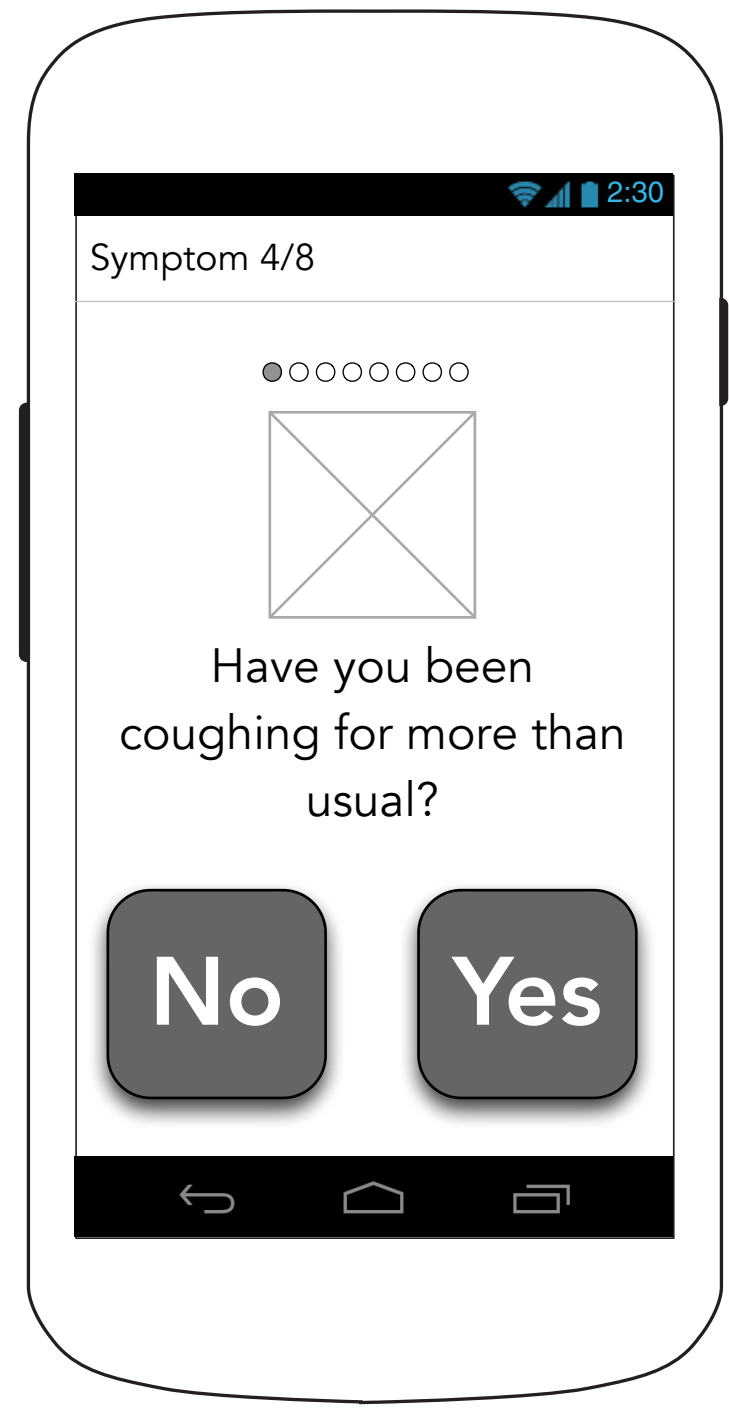 2:30
Symptom 4/8
Have you been
coughing for more than
usual?
No
Yes